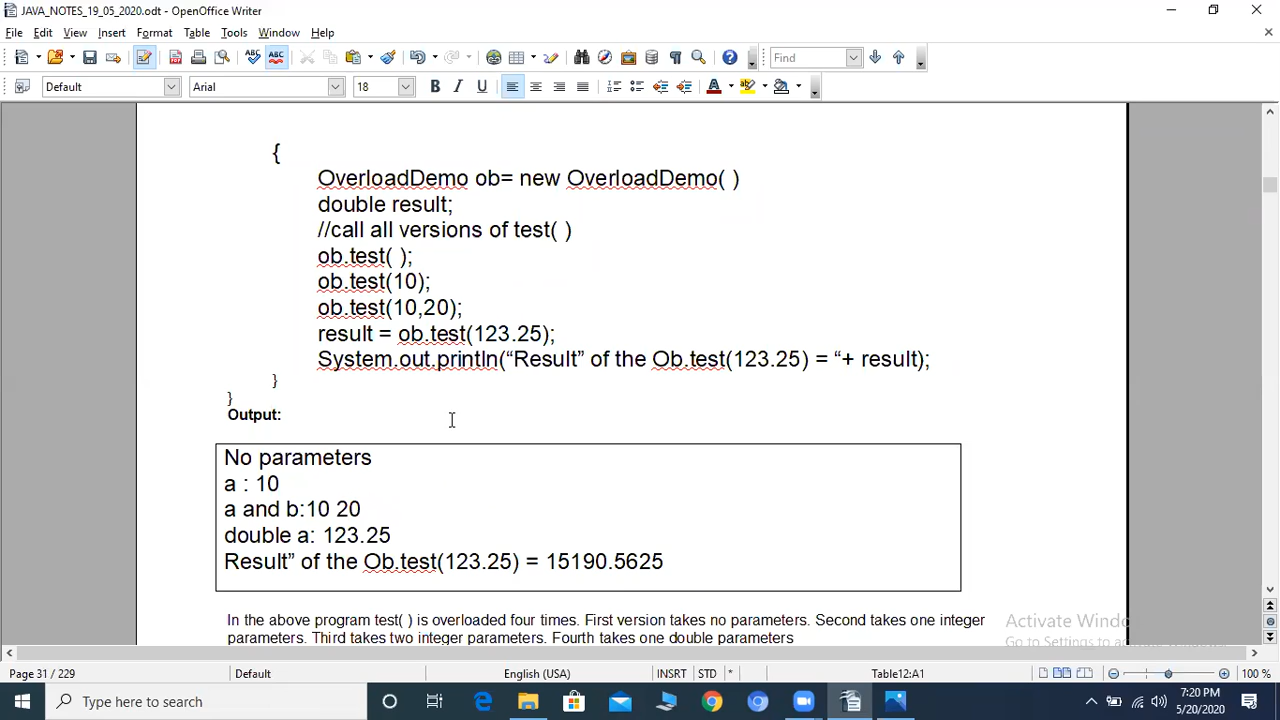 JAVA_NOTES_19_05_2020.odt - OpenOffice Writer
File Edit View Insert Format Table Tools Window Help
Find
Default Arial 18
{
OverloadDemo ob= new OverloadDemo( )
double result;
//call all versions of test( )
ob.test( );
ob.test(10);
ob.test(10,20);
result = ob.test(123.25);
System.out.println(“Result” of the Ob.test(123.25) = “+ result);
}
}
Output:
No parameters
a : 10
a and b:10 20
double a: 123.25
Result” of the Ob.test(123.25) = 15190.5625
In the above program test( ) is overloaded four times. First version takes no parameters. Second takes one integer
parameters. Third takes two integer parameters. Fourth takes one double parameters
Activate Windo
Go to Settings to a
Page 31 / 229 Default English (USA) INSRT STD * Table12:A1 100 %
Type here to search
7:20 PM
5/20/2020